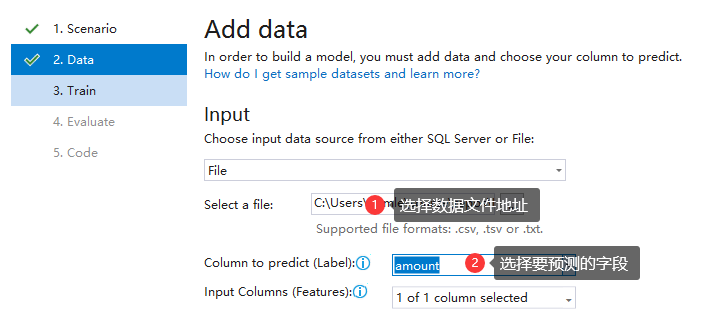 1. Scenario
2. Data
3. Train
4. Evaluate
5. Code
Add data
In order to build a model, you must add data and choose your column to predict.
How do I get sample datasets and learn more?
Input
Choose input data source from either SQL Server or File:
File
Select a file:
C:\Users\
1 选择数据文件地址
Supported file formats: .csv, .tsv or .txt.
Column to predict (Label):
amount
2 选择要预测的字段
Input Columns (Features):
1 of 1 column selected